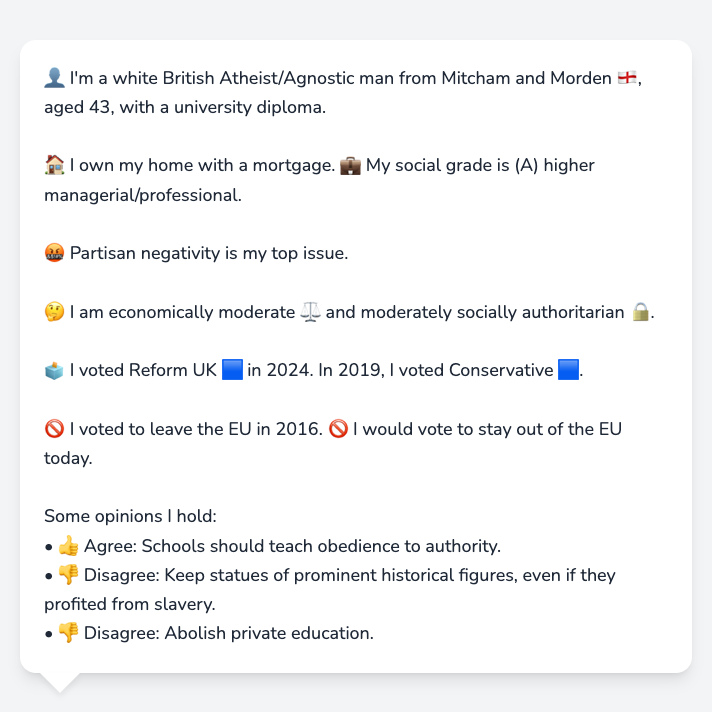 👤 I'm a white British Atheist/Agnostic man from Mitcham and Morden 🏴󠁧󠁢󠁥󠁮󠁧󠁿,
aged 43, with a university diploma.
🏠 I own my home with a mortgage. 💼 My social grade is (A) higher
managerial/professional.
🤬 Partisan negativity is my top issue.
🤔 I am economically moderate ⚖️ and moderately socially authoritarian 🔒.
🗳️ I voted Reform UK 🟦 in 2024. In 2019, I voted Conservative 🟦.
🚫 I voted to leave the EU in 2016. 🚫 I would vote to stay out of the EU
today.
Some opinions I hold:
• 👍 Agree: Schools should teach obedience to authority.
• 👎 Disagree: Keep statues of prominent historical figures, even if they
profited from slavery.
• 👎 Disagree: Abolish private education.